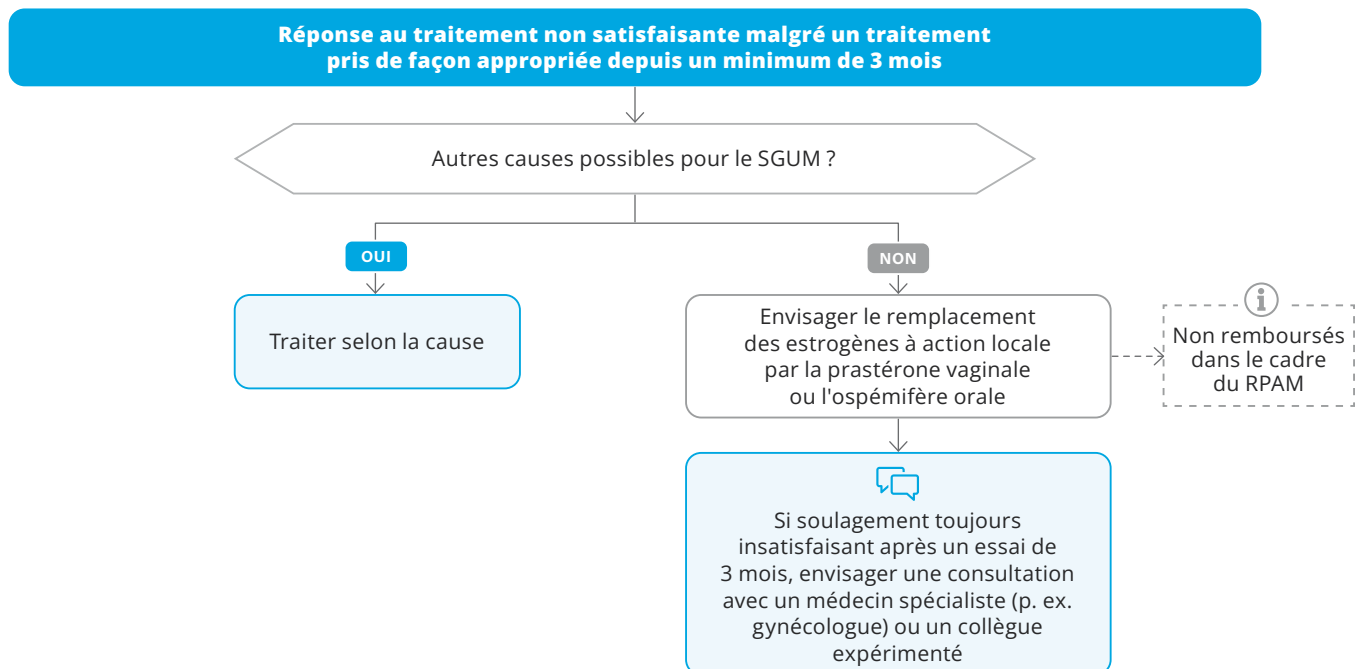 Réponse au traitement non satisfaisante malgré un traitement
pris de façon appropriée depuis un minimum de 3 mois
Autres causes possibles pour le SGUM ?
OUI
NON
Traiter selon la cause
Envisager le remplacement
des estrogènes à action locale
par la prastérone vaginale
ou l'ospémifère orale
Non remboursés
dans le cadre
du RPAM
Si soulagement toujours
insatisfaisant après un essai de
3 mois, envisager une consultation
avec un médecin spécialiste (p. ex.
gynécologue) ou un collègue
expérimenté